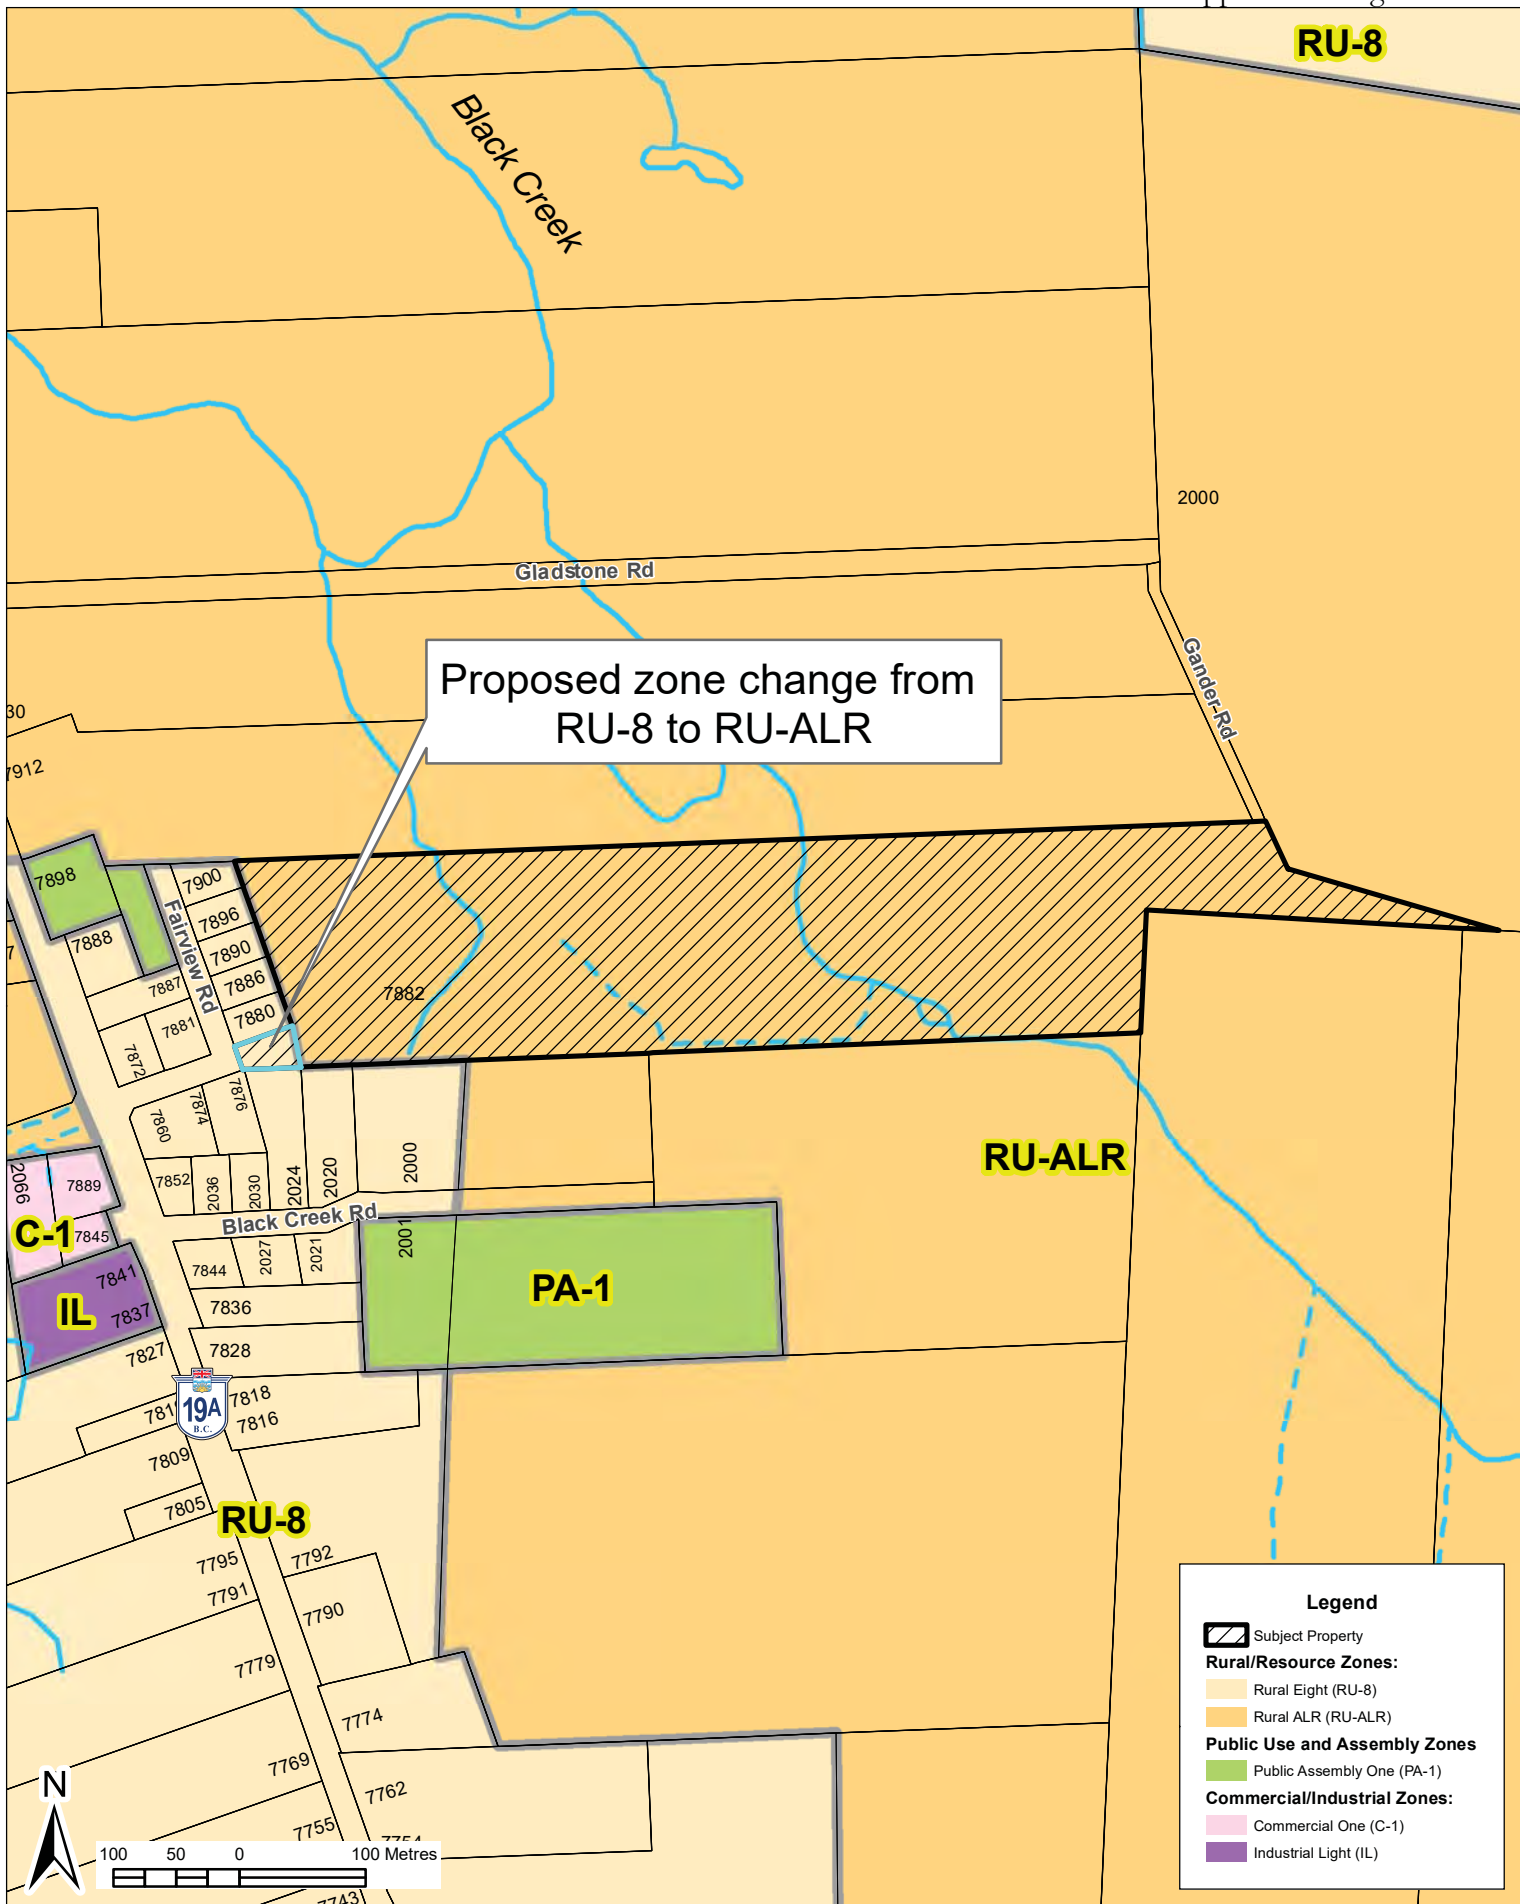 RU-8
Black Creek
2000
Gladstone Rd
Gander Rd
Proposed zone change from
RU-8 to RU-ALR
30
7912
7898
7900
7896
7888
Fairview Rd
7890
7
7887
7886
7882
7880
7881
7872
7876
7874
7860
RU-ALR
2066
7889
7852
2036
2030
2024
2020
2000
Black Creek Rd
C-1
7845
2001
7844
2027
2021
7841
PA-1
IL
7837
7836
7827
7828
19A
B.C.
7818
7816
7809
7805
RU-8
7795
7792
7791
7790
7779
7774
7769
7762
7755
7754
7743
N
100 50 0 100 Metres
Legend
Subject Property
Rural/Resource Zones:
Rural Eight (RU-8)
Rural ALR (RU-ALR)
Public Use and Assembly Zones
Public Assembly One (PA-1)
Commercial/Industrial Zones:
Commercial One (C-1)
Industrial Light (IL)